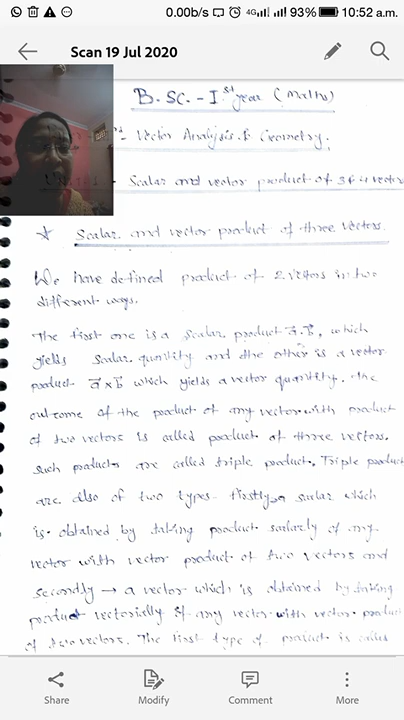 0.00b/s 4G 93% 10:52 a.m.
Scan 19 Jul 2020
B. SC. - I st year (Maths)
Vector Analysis & Geometry.
Scalar and vector product of 3 & 4 vector
* Scalar and vector product of three vectors.
We have defined product of 2 vectors in two
different ways.
The first one is a scalar product a⃗.b⃗, which
yields scalar quantity and the other is a vector
product a⃗×b⃗ which yields a vector quantity. The
outcome of the product of any vector with product
of two vectors is called product of three vectors.
such products are called triple product. Triple product
are also of two types - firstly a scalar which
is obtained by taking product scalarly of any
vector with vector product of two vectors and
secondly → a vector which is obtained by taking
product vectorially of any vector with vector product
of two vectors. The first type of product is called
Share Modify Comment More